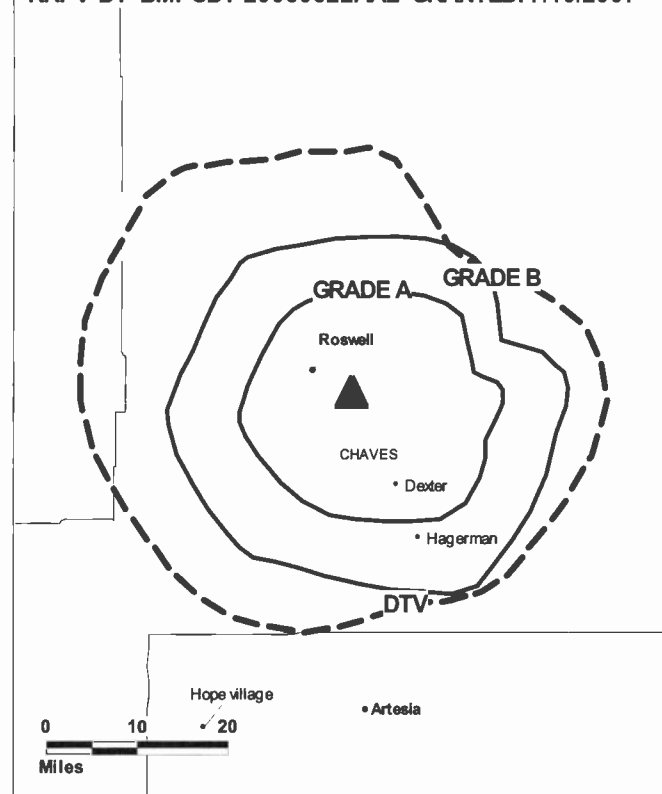 GRADE B
GRADE A
Roswell
CHAVES
Dexter
Hagerman
DTV
Hope village
Artesia
0 10 20
Miles